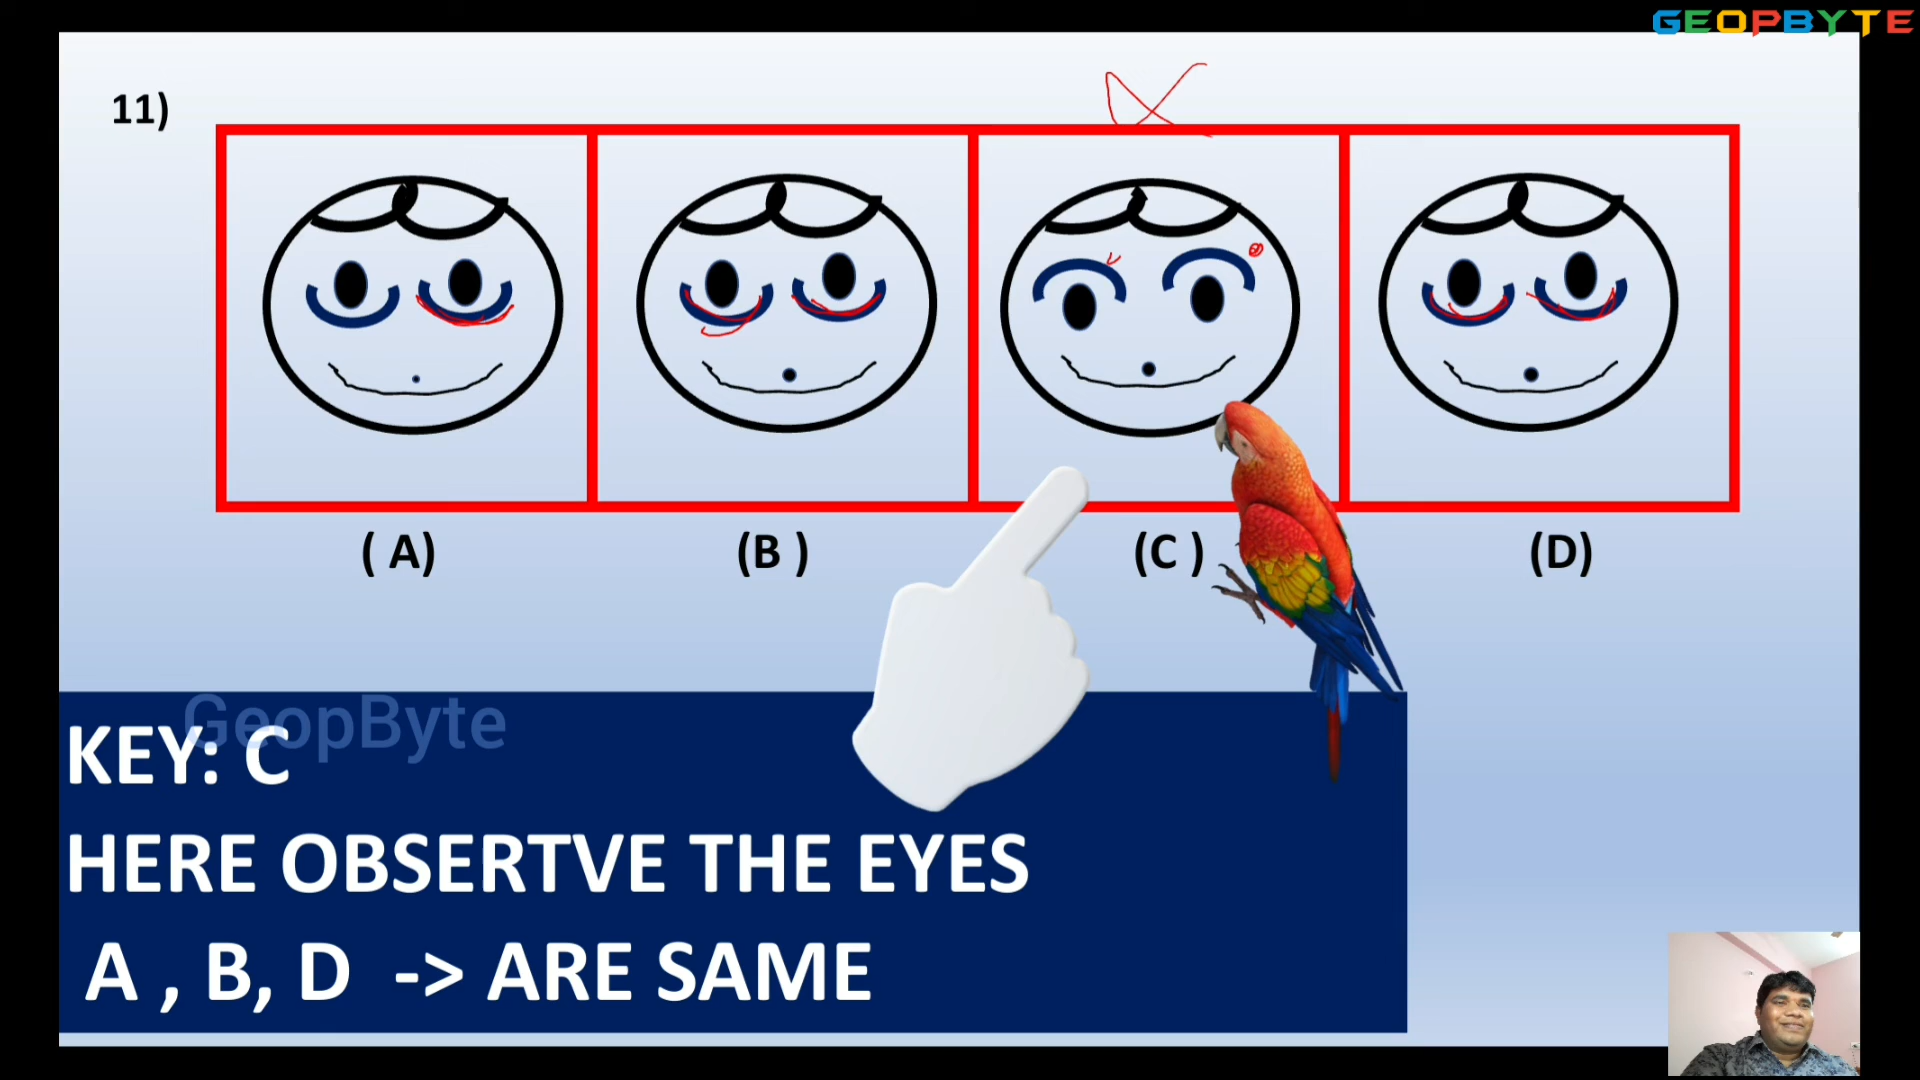 GEOPBYTE
11)
( A) (B ) (C ) (D)
GeopByte
KEY: C
HERE OBSERTVE THE EYES
A , B, D -> ARE SAME